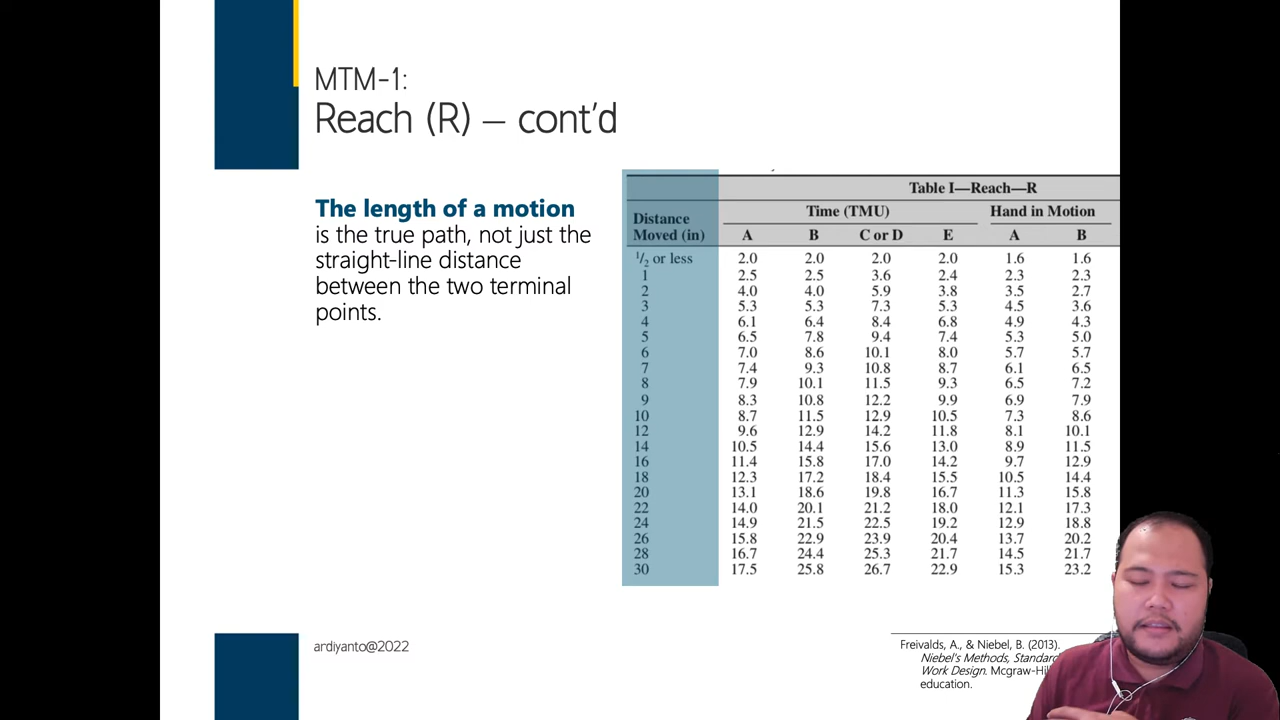 MTM-1:
Reach (R) – cont'd
The length of a motion
is the true path, not just the
straight-line distance
between the two terminal
points.
Table I—Reach—R
Time (TMU) Hand in Motion
Distance
Moved (in) A B C or D E A B
1/2 or less 2.0 2.0 2.0 2.0 1.6 1.6
1 2.5 2.5 3.6 2.4 2.3 2.3
2 4.0 4.0 5.9 3.8 3.5 2.7
3 5.3 5.3 7.3 5.3 4.5 3.6
4 6.1 6.4 8.4 6.8 4.9 4.3
5 6.5 7.8 9.4 7.4 5.3 5.0
6 7.0 8.6 10.1 8.0 5.7 5.7
7 7.4 9.3 10.8 8.7 6.1 6.5
8 7.9 10.1 11.5 9.3 6.5 7.2
9 8.3 10.8 12.2 9.9 6.9 7.9
10 8.7 11.5 12.9 10.5 7.3 8.6
12 9.6 12.9 14.2 11.8 8.1 10.1
14 10.5 14.4 15.6 13.0 8.9 11.5
16 11.4 15.8 17.0 14.2 9.7 12.9
18 12.3 17.2 18.4 15.5 10.5 14.4
20 13.1 18.6 19.8 16.7 11.3 15.8
22 14.0 20.1 21.2 18.0 12.1 17.3
24 14.9 21.5 22.5 19.2 12.9 18.8
26 15.8 22.9 23.9 20.4 13.7 20.2
28 16.7 24.4 25.3 21.7 14.5 21.7
30 17.5 25.8 26.7 22.9 15.3 23.2
ardiyanto@2022
Freivalds, A., & Niebel, B. (2013).
Niebel's Methods, Standard
Work Design. Mcgraw-Hil
education.